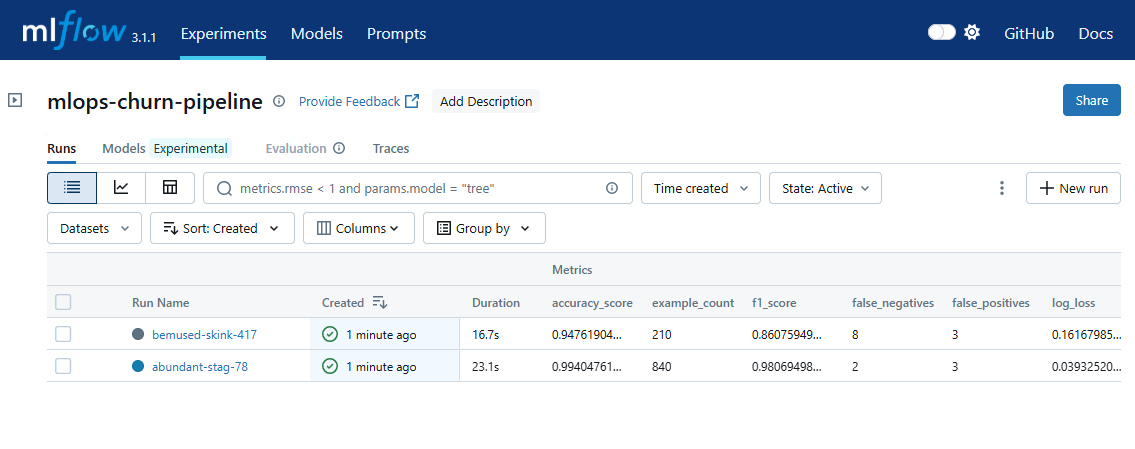 mlflow 3.1.1 Experiments Models Prompts GitHub Docs
mlops-churn-pipeline Provide Feedback Add Description Share
Runs Models Experimental Evaluation Traces
metrics.rmse < 1 and params.model = "tree" Time created State: Active New run
Datasets Sort: Created Columns Group by
Metrics
Run Name Created Duration accuracy_score example_count f1_score false_negatives false_positives log_loss
bemused-skink-417 1 minute ago 16.7s 0.94761904... 210 0.86075949... 8 3 0.16167985...
abundant-stag-78 1 minute ago 23.1s 0.99404761... 840 0.98069498... 2 3 0.03932520...